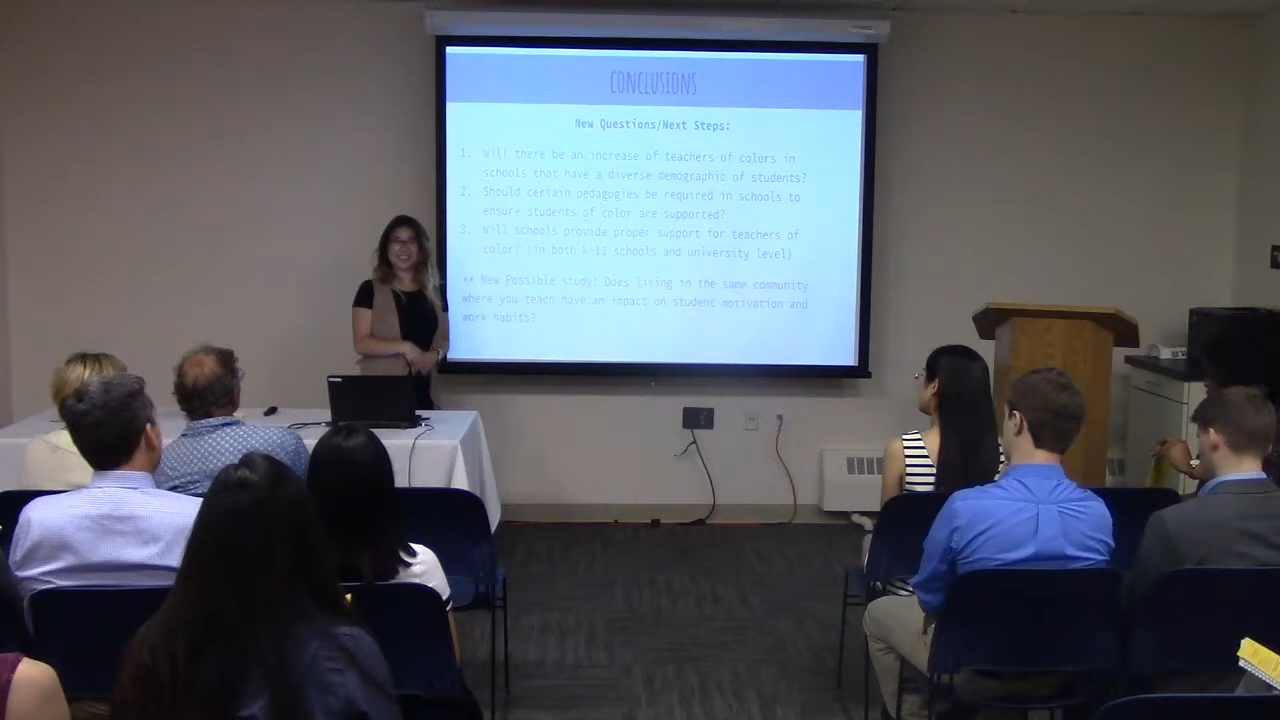 CONCLUSIONS
New Questions/Next Steps:
1. Will there be an increase of teachers of colors in
schools that have a diverse demographic of students?
2. Should certain pedagogies be required in schools to
ensure students of color are supported?
3. Will schools provide proper support for teachers of
color? (in both k-12 schools and university level)
** New Possible study: Does living in the same community
where you teach have an impact on student motivation and
work habits?